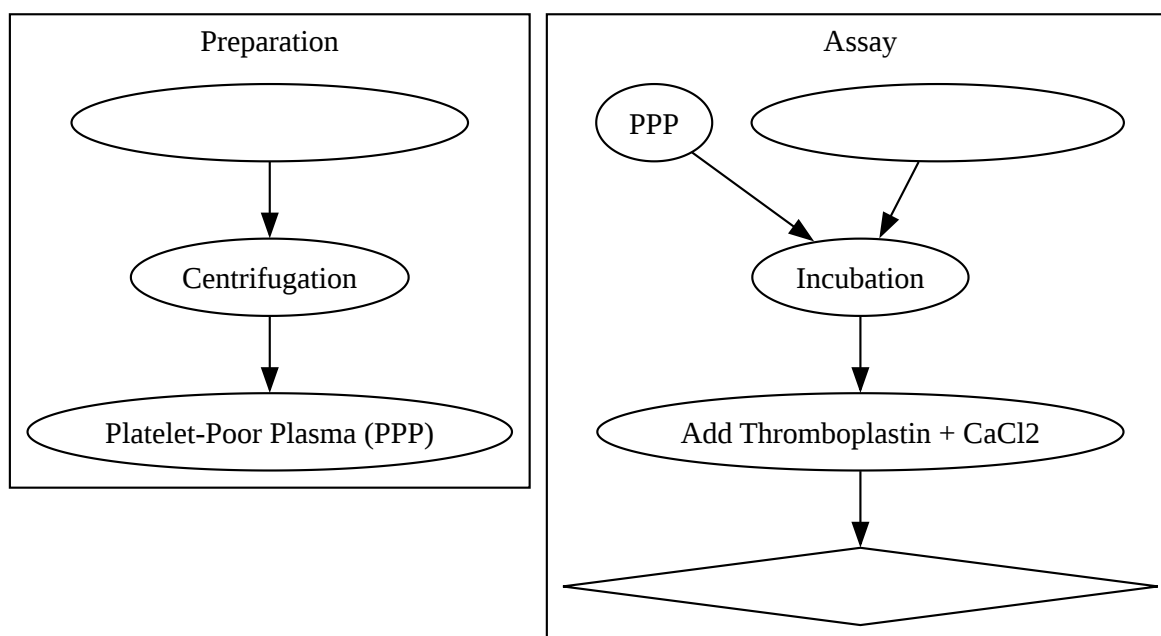 Preparation
Centrifugation
Platelet-Poor Plasma (PPP)
Assay
PPP
Incubation
Add Thromboplastin + CaCl2